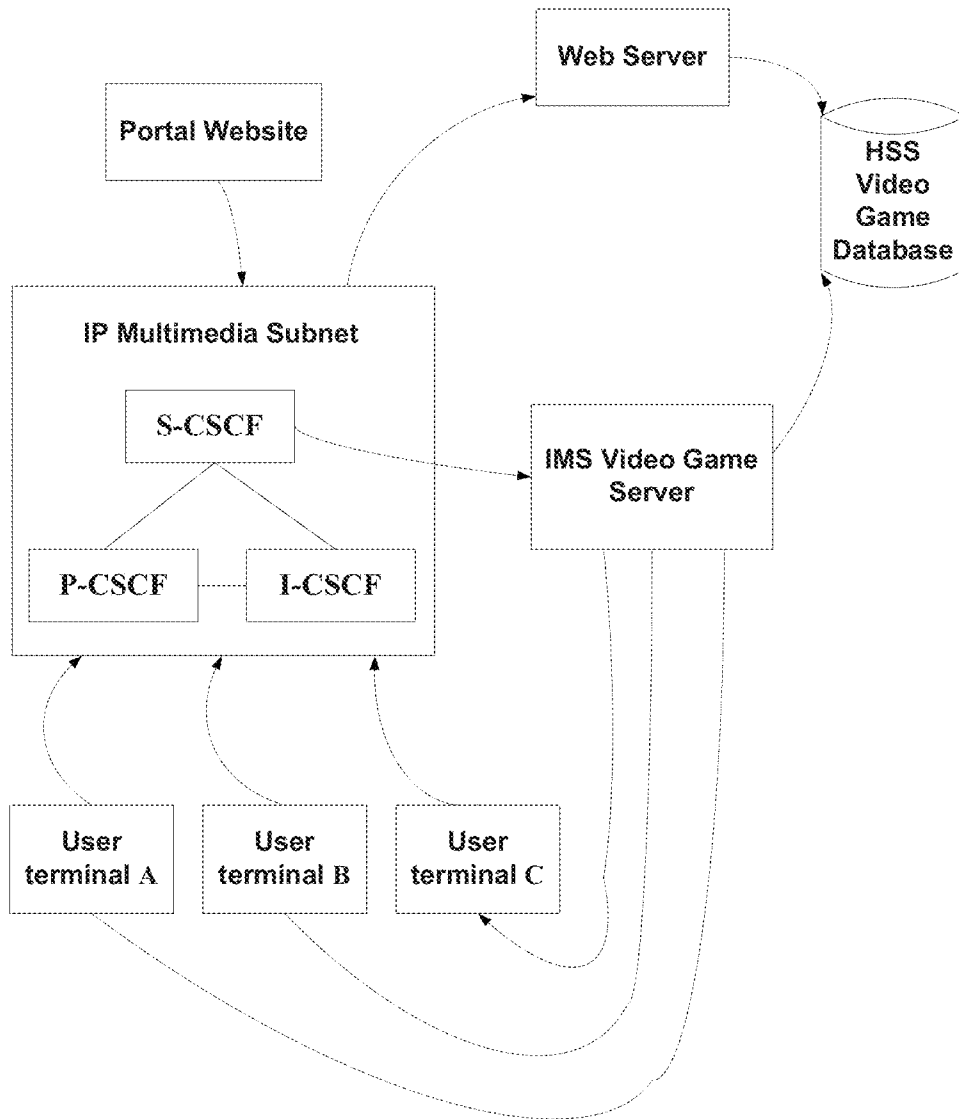 Web Server
Portal Website
HSS
Video
Game
Database
IP Multimedia Subnet
S-CSCF
IMS Video Game
Server
P-CSCF
I-CSCF
User
terminal A
User
terminal B
User
terminal C